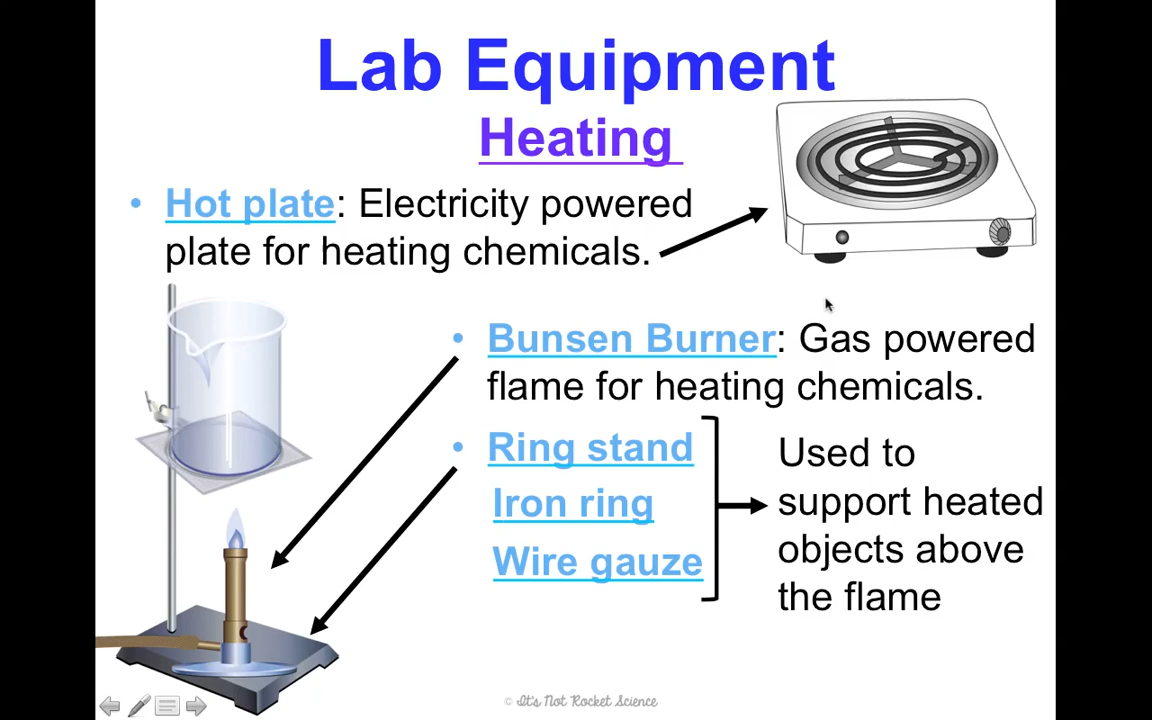 Lab Equipment
Heating
• Hot plate: Electricity powered
plate for heating chemicals.
• Bunsen Burner: Gas powered
flame for heating chemicals.
• Ring stand
Iron ring
Wire gauze
Used to
support heated
objects above
the flame
© It's Not Rocket Science